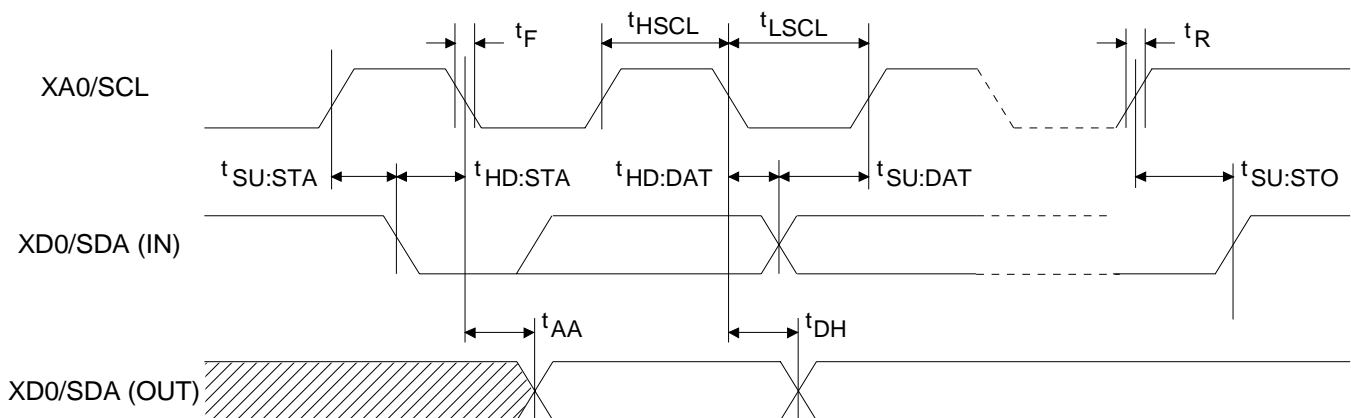 tF
tHSCL
tLSCL
tR
XA0/SCL
tSU:STA
tHD:STA
tHD:DAT
tSU:DAT
tSU:STO
XD0/SDA (IN)
tAA
tDH
XD0/SDA (OUT)